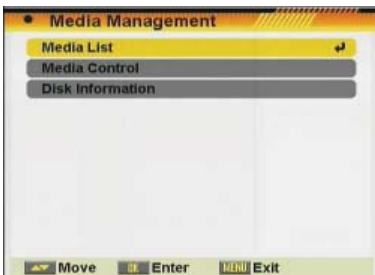 Media Management
Media List
Media Control
Disk Information
Move OK Enter MENU Exit